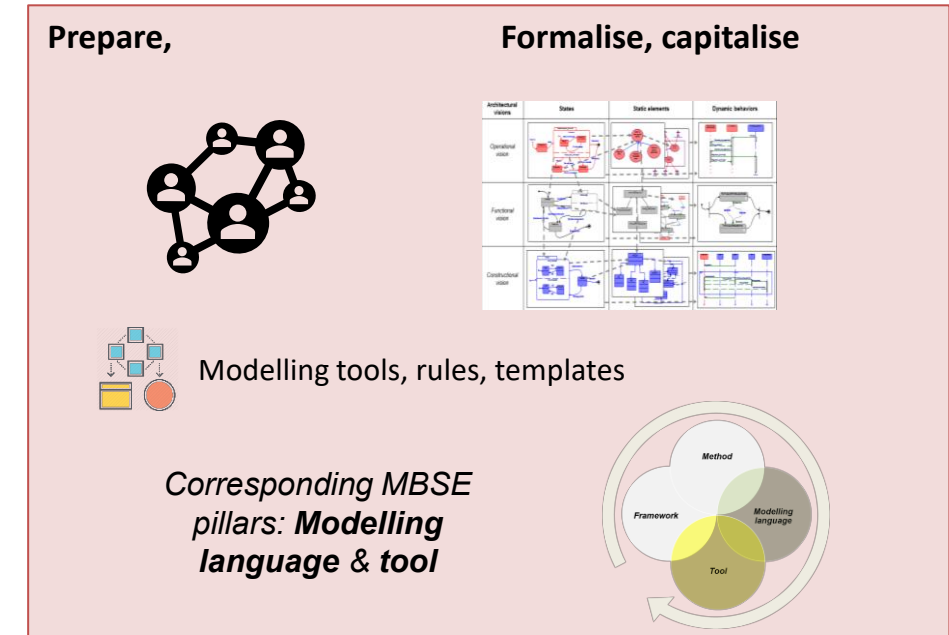 Prepare,
Formalise, capitalise
Architectural visions
States
Static elements
Dynamic behaviors
Operational vision
Functional vision
Constructional vision
Modelling tools, rules, templates
Corresponding MBSE
pillars: Modelling
language & tool
Method
Framework
Modelling
language
Tool